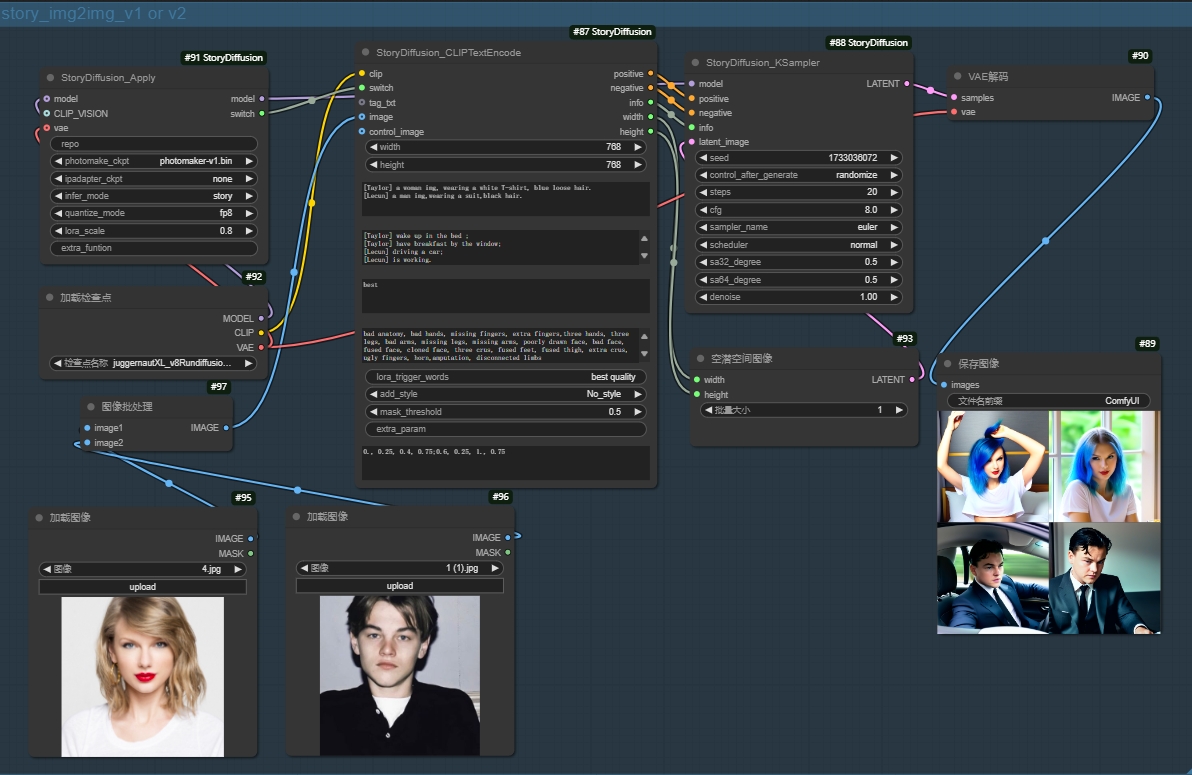 story_img2img_v1 or v2
#91 StoryDiffusion
StoryDiffusion_Apply
model model
CLIP_VISION switch
vae
repo
photomake_ckpt photomaker-v1.bin
ipadapter_ckpt none
infer_mode story
quantize_mode fp8
lora_scale 0.8
extra_funtion
#92
加载检查点
MODEL
CLIP
VAE
检查点名称 juggernautXL_v8Rundiffusio...
#97
图像批处理
image1 IMAGE
image2
#95
加载图像
IMAGE
MASK
图像 4.jpg
upload
#96
加载图像
IMAGE
MASK
图像 1 (1).jpg
upload
#87 StoryDiffusion
StoryDiffusion_CLIPTextEncode
clip positive
switch negative
tag_txt info
image width
control_image height
width 768
height 768
[Taylor] a woman img, wearing a white T-shirt, blue loose hair.
[Lecun] a man img,wearing a suit,black hair.
[Taylor] wake up in the bed ;
[Taylor] have breakfast by the window;
[Lecun] driving a car;
[Lecun] is working.
best
bad anatomy, bad hands, missing fingers, extra fingers,three hands, three
legs, bad arms, missing legs, missing arms, poorly drawn face, bad face,
fused face, cloned face, three crus, fused feet, fused thigh, extra crus,
ugly fingers, horn,amputation, disconnected limbs
lora_trigger_words best quality
add_style No_style
mask_threshold 0.5
extra_param
0., 0.25, 0.4, 0.75;0.6, 0.25, 1., 0.75
#88 StoryDiffusion
StoryDiffusion_KSampler
model LATENT
positive
negative
info
latent_image
seed 1733036072
control_after_generate randomize
steps 20
cfg 8.0
sampler_name euler
scheduler normal
sa32_degree 0.5
sa64_degree 0.5
denoise 1.00
#93
空潜空间图像
width LATENT
height
批量大小 1
#90
VAE解码
samples IMAGE
vae
#89
保存图像
images
文件名前缀 ComfyUI